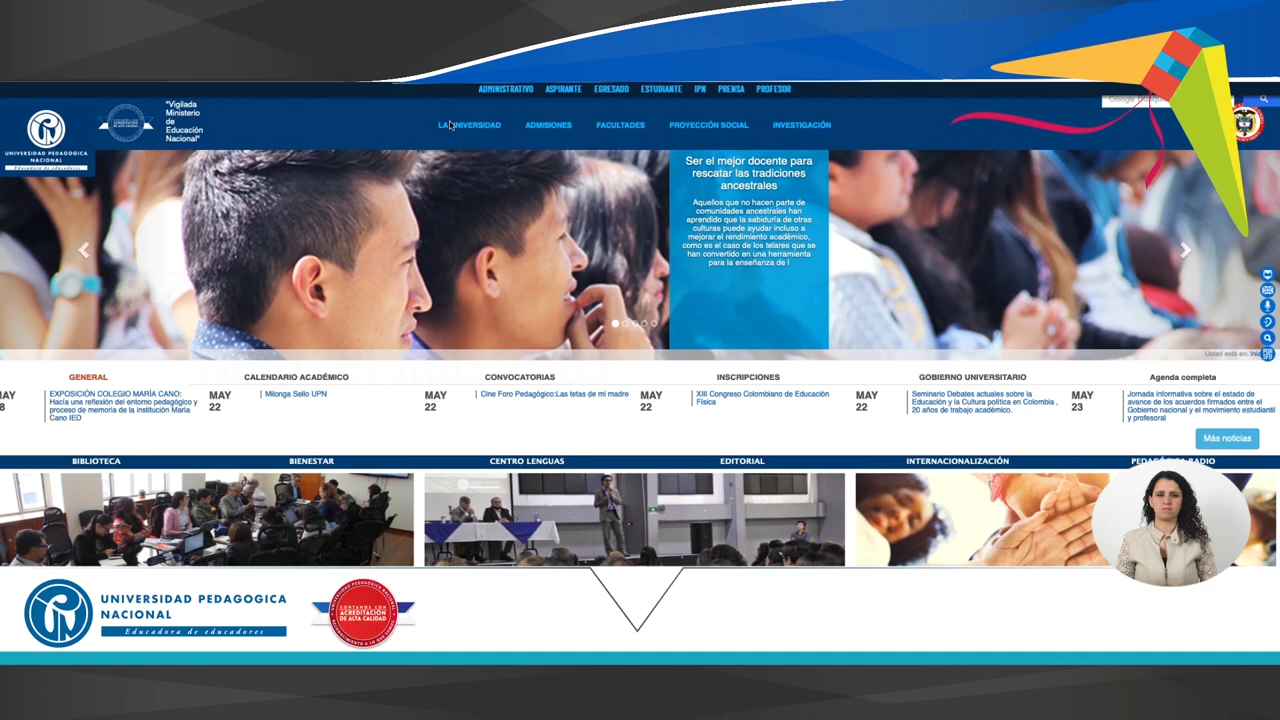 ADMINISTRATIVO ASPIRANTE EGRESADO ESTUDIANTE IPN PRENSA PROFESOR
"Vigilada
Ministerio
de
Educación
Nacional"
UNIVERSIDAD PEDAGOGICA
NACIONAL
Educadora de educadores
LA UNIVERSIDAD ADMISIONES FACULTADES PROYECCIÓN SOCIAL INVESTIGACIÓN
Ser el mejor docente para
rescatar las tradiciones
ancestrales
Aquellos que no hacen parte de
comunidades ancestrales han
aprendido que la sabiduría de otras
culturas puede ayudar incluso a
mejorar el rendimiento académico,
como es el caso de los telares que se
han convertido en una herramienta
para la enseñanza de l
Usted está en:
GENERAL CALENDARIO ACADÉMICO CONVOCATORIAS INSCRIPCIONES GOBIERNO UNIVERSITARIO Agenda completa
AY
8
EXPOSICIÓN COLEGIO MARÍA CANO:
Hacía una reflexión del entorno pedagógico y
proceso de memoria de la institución María
Cano IED
MAY
22
Milonga Sello UPN
MAY
22
Cine Foro Pedagógico:Las tetas de mi madre
MAY
22
XIII Congreso Colombiano de Educación
Física
MAY
22
Seminario Debates actuales sobre la
Educación y la Cultura política en Colombia ,
20 años de trabajo académico.
MAY
23
Jornada informativa sobre el estado de
avance de los acuerdos firmados entre el
Gobierno nacional y el movimiento estudiantil
y profesoral
Más noticias
BIBLIOTECA BIENESTAR CENTRO LENGUAS EDITORIAL INTERNACIONALIZACIÓN
UNIVERSIDAD PEDAGOGICA
NACIONAL
Educadora de educadores
CONTAMOS CON
ACREDITACIÓN
DE ALTA CALIDAD